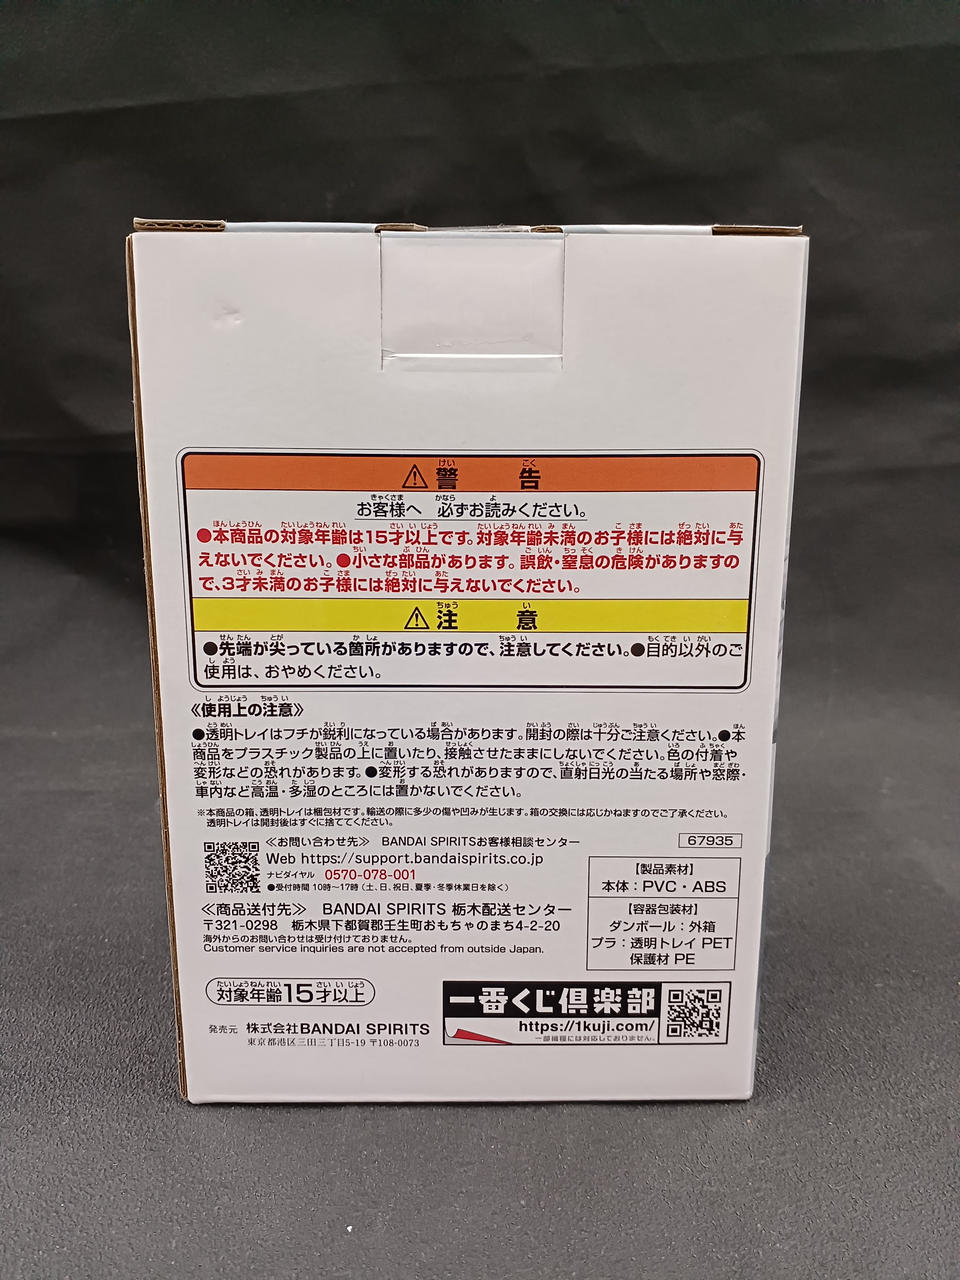 ⚠警告
お客様へ 必ずお読みください。
●本商品の対象年齢は15才以上です。対象年齢未満のお子様には絶対に与
えないでください。●小さな部品があります。誤飲・窒息の危険がありますの
で、3才未満のお子様には絶対に与えないでください。
⚠注意
●先端が尖っている箇所がありますので、注意してください。●目的以外のご
使用は、おやめください。
《使用上の注意》
●透明トレイはフチが鋭利になっている場合があります。開封の際は十分ご注意ください。●本
商品をプラスチック製品の上に置いたり、接触させたままにしないでください。色の付着や
変形などの恐れがあります。●変形する恐れがありますので、直射日光の当たる場所や窓際・
車内など高温・多湿のところには置かないでください。
※本商品の箱、透明トレイは梱包材です。輸送の際に多少の傷や凹みが生じます。箱の交換には応じかねますのでご了承ください。
透明トレイは開封後はすぐに捨ててください。
≪お問い合わせ先≫ BANDAI SPIRITSお客様相談センター
Web https://support.bandaispirits.co.jp
ナビダイヤル 0570-078-001
●受付時間 10時〜17時(土、日、祝日、夏季・冬季休業日を除く)
≪商品送付先≫ BANDAI SPIRITS 栃木配送センター
〒321-0298 栃木県下都賀郡壬生町おもちゃのまち4-2-20
海外からのお問い合わせは受け付けておりません。
Customer service inquiries are not accepted from outside Japan.
67935
【製品素材】
本体：PVC・ABS
【容器包装材】
ダンボール：外箱
プラ：透明トレイ PET
保護材 PE
対象年齢15才以上
発売元 株式会社BANDAI SPIRITS
東京都港区三田三丁目5-19 〒108-0073
一番くじ倶楽部
https://1kuji.com/
一部機種には対応しておりません。